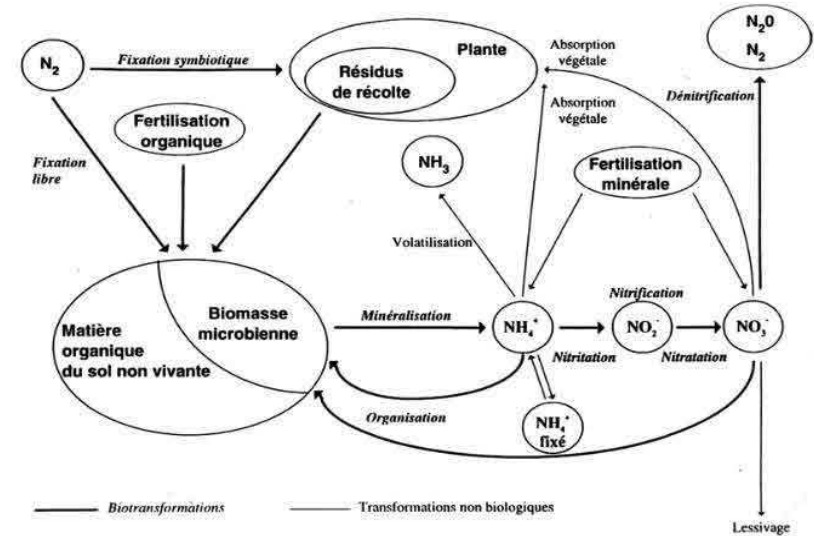 N₂
Fixation symbiotique
Plante
Résidus
de récolte
Absorption
végétale
Absorption
végétale
N₂0
N₂
Dénitrification
Fertilisation
organique
Fixation
libre
NH₃
Fertilisation
minérale
Volatilisation
Matière
organique
du sol non vivante
Biomasse
microbienne
Minéralisation
NH₄⁺
Nitritation
Nitrification
NO₂⁻
Nitratation
NO₃⁻
Organisation
NH₄⁺
fixé
Biotransformations
Transformations non biologiques
Lessivage